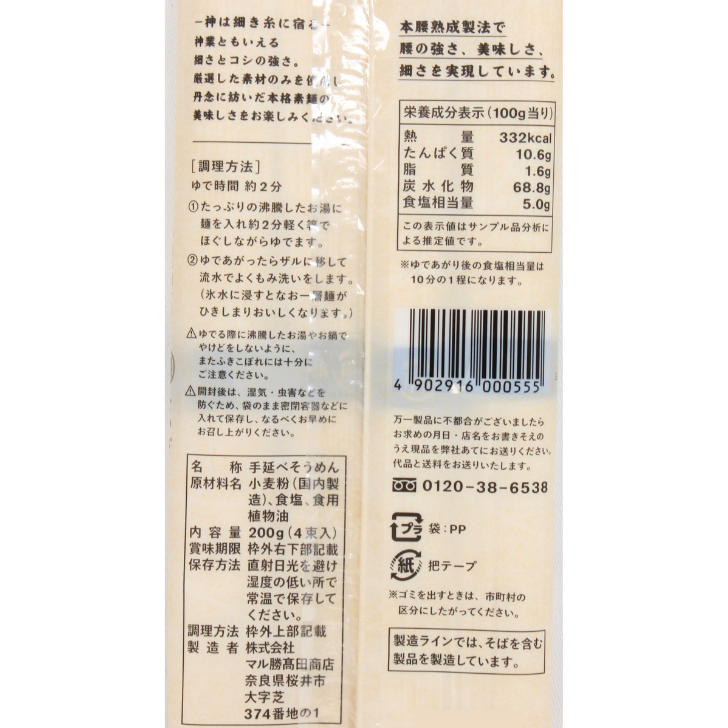 -神は細き糸に宿る-
神業ともいえる
細さとコシの強さ。
厳選した素材のみを使用し
丹念に紡いだ本格素麺の
美味しさをお楽しみください。
[調理方法]
ゆで時間 約2分
①たっぷりの沸騰したお湯に
麺を入れ約2分軽く箸で
ほぐしながらゆでます。
②ゆであがったらザルに移して
流水でよくもみ洗いをします。
(氷水に浸すとなお一層麺が
ひきしまりおいしくなります。)
⚠ゆでる際に沸騰したお湯やお鍋で
やけどをしないように、
またふきこぼれには十分に
ご注意ください。
⚠開封後は、湿気・虫害などを
防ぐため、袋のまま密閉容器などに
入れて保存し、なるべくお早めに
お召し上がりください。
名称 手延べそうめん
原材料名 小麦粉(国内製
造)、食塩、食用
植物油
内容量 200g(4束入)
賞味期限 枠外右下部記載
保存方法 直射日光を避け
湿度の低い所で
常温で保存して
ください。
調理方法 枠外上部記載
製造者 株式会社
マル勝髙田商店
奈良県桜井市
大字芝
374番地の1
本腰熟成製法で
腰の強さ、美味しさ、
細さを実現しています。
栄養成分表示(100g当り)
熱量 332kcal
たんぱく質 10.6g
脂質 1.6g
炭水化物 68.8g
食塩相当量 5.0g
この表示値はサンプル品分析に
よる推定値です。
※ゆであがり後の食塩相当量は
10分の1程になります。
4 902916 000555
万一製品に不都合がございましたら
お求めの月日・店名をお書きそえの
うえ現品を弊社あてにお送りください。
代品と送料をお送りいたします。
0120-38-6538
プラ 袋:PP
紙 把テープ
※ゴミを出すときは、市町村の
区分にしたがってください。
製造ラインでは、そばを含む
製品を製造しています。